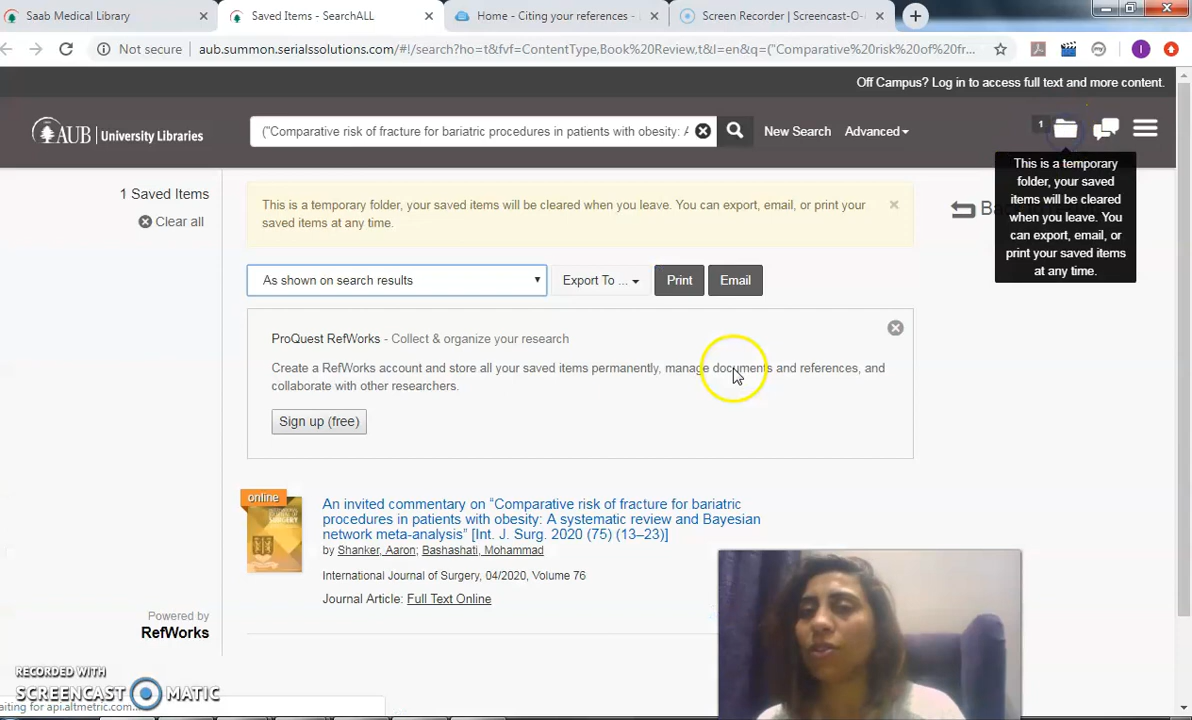 Saab Medical Library
Saved Items - SearchALL
Home - Citing your references -
Screen Recorder | Screencast-O-
Not secure
aub.summon.serialssolutions.com/#!/search?ho=t&fvf=ContentType,Book%20Review,t&l=en&q=("Comparative%20risk%20of%20fr...
Off Campus? Log in to access full text and more content.
AUB | University Libraries
("Comparative risk of fracture for bariatric procedures in patients with obesity: A
New Search
Advanced
1
This is a temporary
folder, your saved
items will be cleared
when you leave. You
can export, email, or
print your saved items
at any time.
1 Saved Items
Clear all
This is a temporary folder, your saved items will be cleared when you leave. You can export, email, or print your
saved items at any time.
As shown on search results
Export To ...
Print
Email
ProQuest RefWorks - Collect & organize your research
Create a RefWorks account and store all your saved items permanently, manage documents and references, and
collaborate with other researchers.
Sign up (free)
online
An invited commentary on “Comparative risk of fracture for bariatric
procedures in patients with obesity: A systematic review and Bayesian
network meta-analysis” [Int. J. Surg. 2020 (75) (13–23)]
by Shanker, Aaron; Bashashati, Mohammad
International Journal of Surgery, 04/2020, Volume 76
Journal Article: Full Text Online
Powered by
RefWorks
RECORDED WITH
SCREENCAST MATIC
aiting for api.altmetric.com...